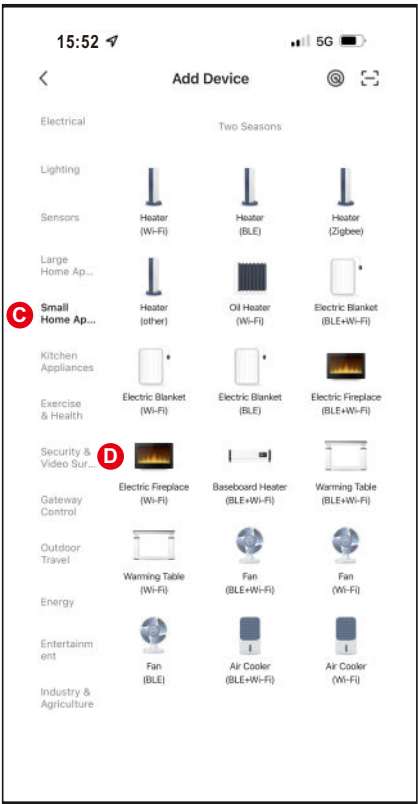 15:52
5G
Add Device
Electrical
Lighting
Sensors
Large
Home Ap...
C
Small
Home Ap...
Kitchen
Appliances
Exercise
& Health
Security &
Video Sur...
Gateway
Control
Outdoor
Travel
Energy
Entertainm
ent
Industry &
Agriculture
Two Seasons
Heater
(Wi-Fi)
Heater
(BLE)
Heater
(Zigbee)
Heater
(other)
Oil Heater
(Wi-Fi)
Electric Blanket
(BLE+Wi-Fi)
Electric Blanket
(Wi-Fi)
Electric Blanket
(BLE)
Electric Fireplace
(BLE+Wi-Fi)
D
Electric Fireplace
(Wi-Fi)
Baseboard Heater
(BLE+Wi-Fi)
Warming Table
(BLE+Wi-Fi)
Warming Table
(Wi-Fi)
Fan
(BLE+Wi-Fi)
Fan
(Wi-Fi)
Fan
(BLE)
Air Cooler
(BLE+Wi-Fi)
Air Cooler
(Wi-Fi)